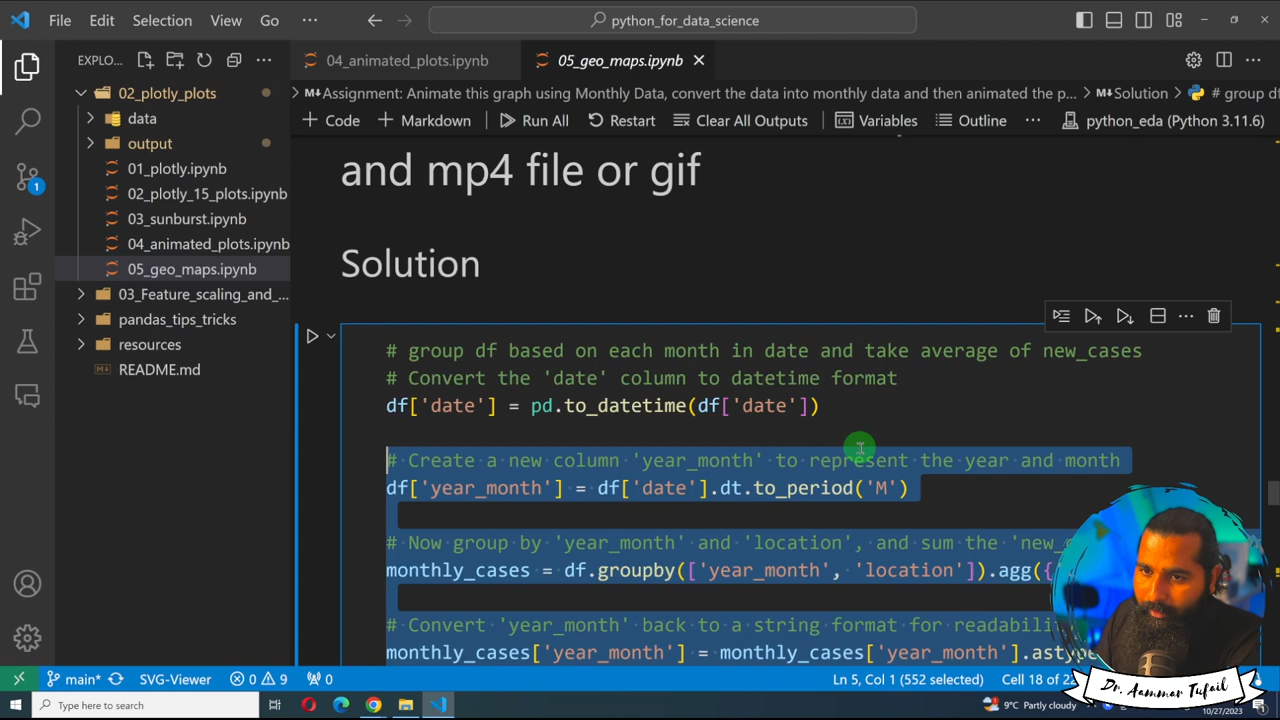 File Edit Selection View Go ··· python_for_data_science
EXPLO... ··· 04_animated_plots.ipynb 05_geo_maps.ipynb ···
02_plotly_plots
data
output
01_plotly.ipynb
02_plotly_15_plots.ipynb
03_sunburst.ipynb
04_animated_plots.ipynb
05_geo_maps.ipynb
03_Feature_scaling_and_...
pandas_tips_tricks
resources
README.md
1
> M↓Assignment: Animate this graph using Monthly Data, convert the data into monthly data and then animated the p... > M↓Solution > # group df
+ Code + Markdown Run All Restart Clear All Outputs Variables Outline ··· python_eda (Python 3.11.6)
and mp4 file or gif
Solution
# group df based on each month in date and take average of new_cases
# Convert the 'date' column to datetime format
df['date'] = pd.to_datetime(df['date'])
# Create a new column 'year_month' to represent the year and month
df['year_month'] = df['date'].dt.to_period('M')
# Now group by 'year_month' and 'location', and sum the 'new_
monthly_cases = df.groupby(['year_month', 'location']).agg({
# Convert 'year_month' back to a string format for readabili
monthly_cases['year_month'] = monthly_cases['year_month'].astype
Dr. Aammar Tufail
main* SVG-Viewer 0 9 0 Ln 5, Col 1 (552 selected) Cell 18 of 22
Type here to search 9°C Partly cloudy 10/27/2023